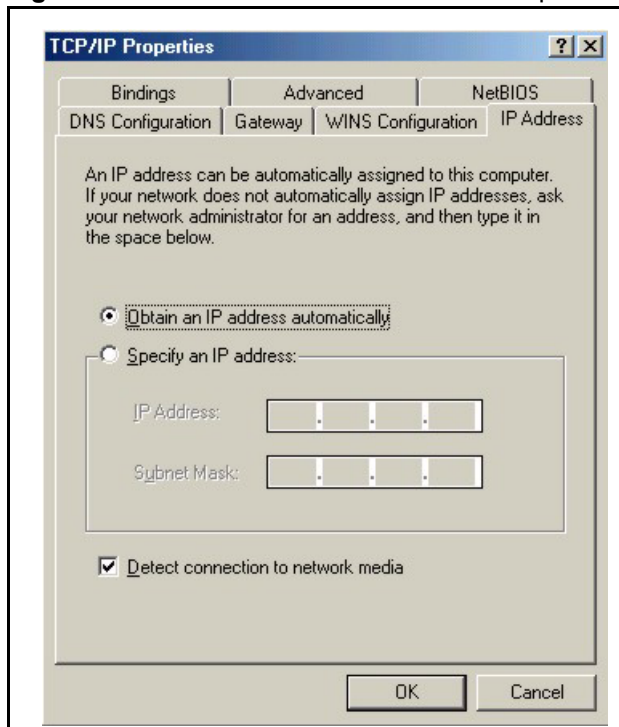 TCP/IP Properties
Bindings Advanced NetBIOS
DNS Configuration Gateway WINS Configuration IP Address
An IP address can be automatically assigned to this computer.
If your network does not automatically assign IP addresses, ask
your network administrator for an address, and then type it in
the space below.
Obtain an IP address automatically
Specify an IP address:
IP Address:
Subnet Mask:
Detect connection to network media
OK Cancel